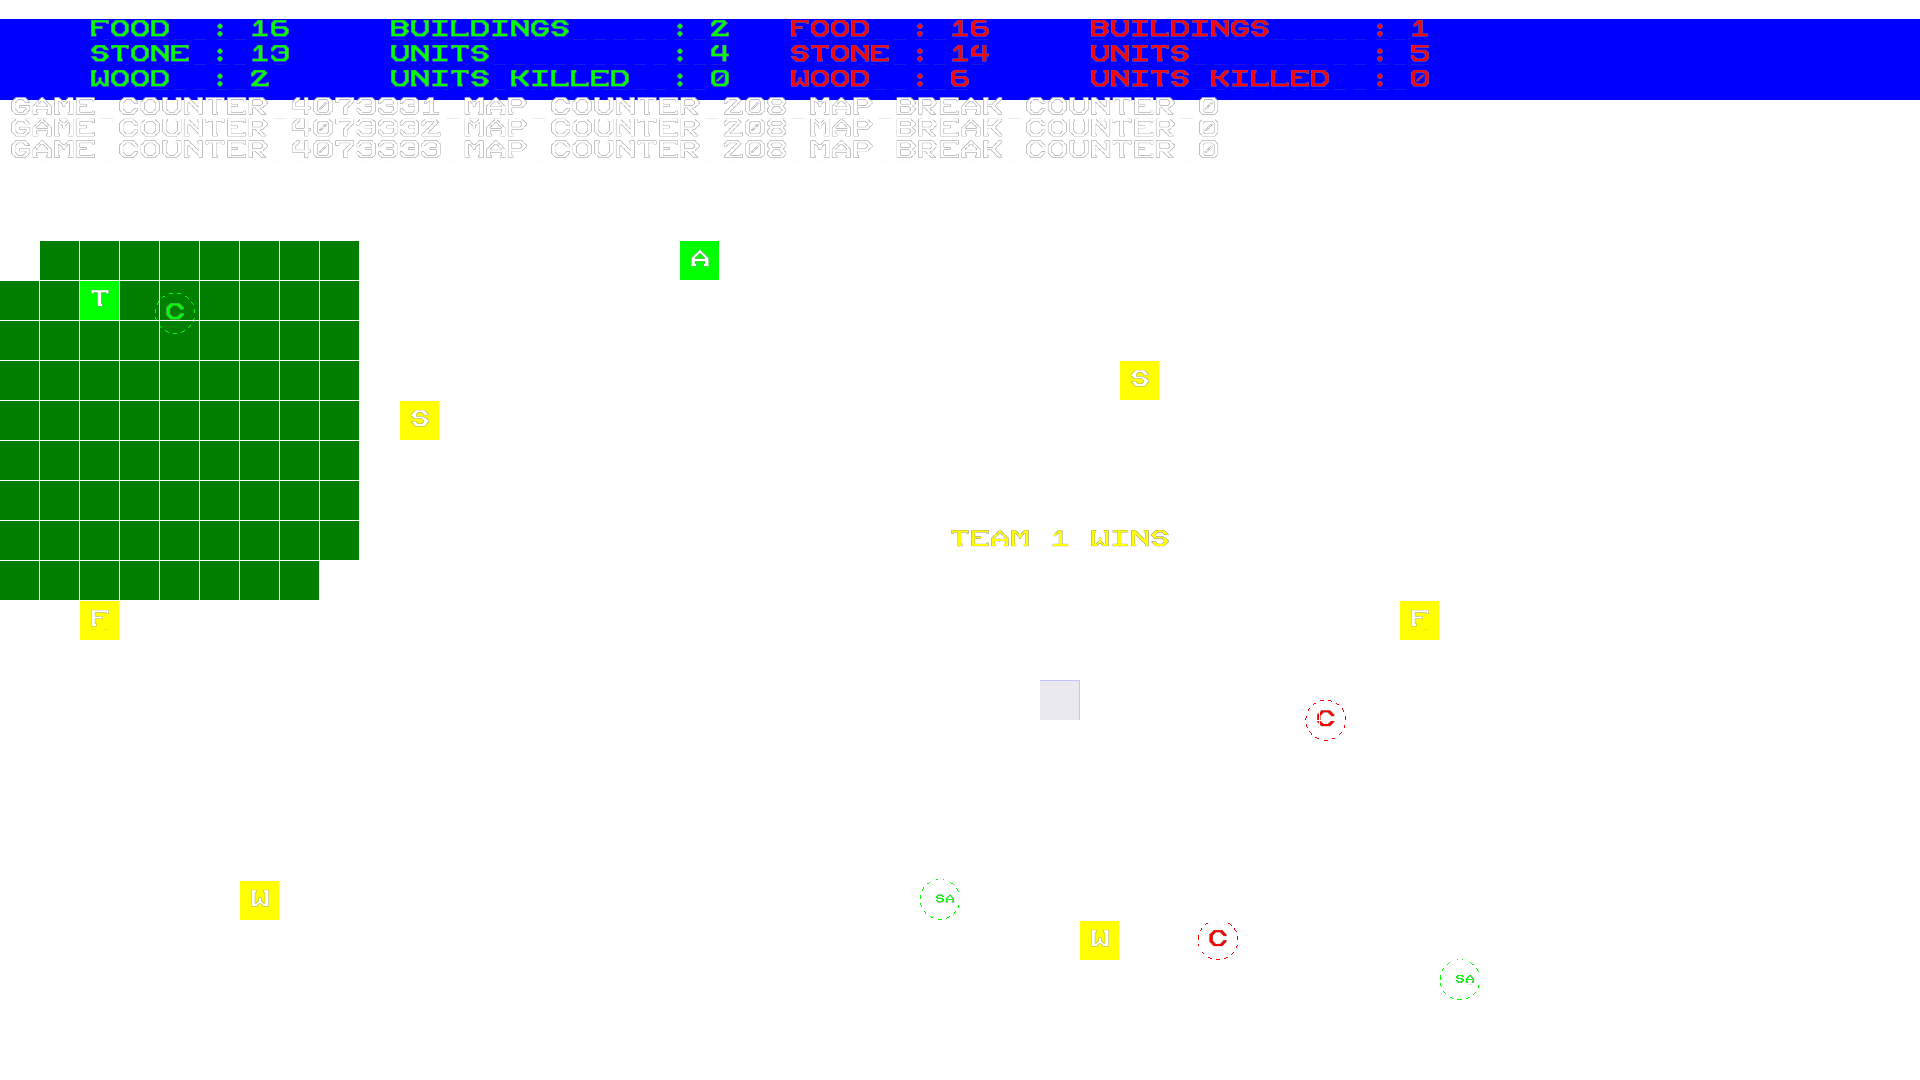 FOOD : 16 BUILDINGS : 2 FOOD : 16 BUILDINGS : 1
STONE : 13 UNITS : 4 STONE : 14 UNITS : 5
WOOD : 2 UNITS KILLED : 0 WOOD : 6 UNITS KILLED : 0
GAME COUNTER 4073331 MAP COUNTER 208 MAP BREAK COUNTER 0
GAME COUNTER 4073332 MAP COUNTER 208 MAP BREAK COUNTER 0
GAME COUNTER 4073333 MAP COUNTER 208 MAP BREAK COUNTER 0
A
T C
S
S
TEAM 1 WINS
F F
C
W SA
W C
SA